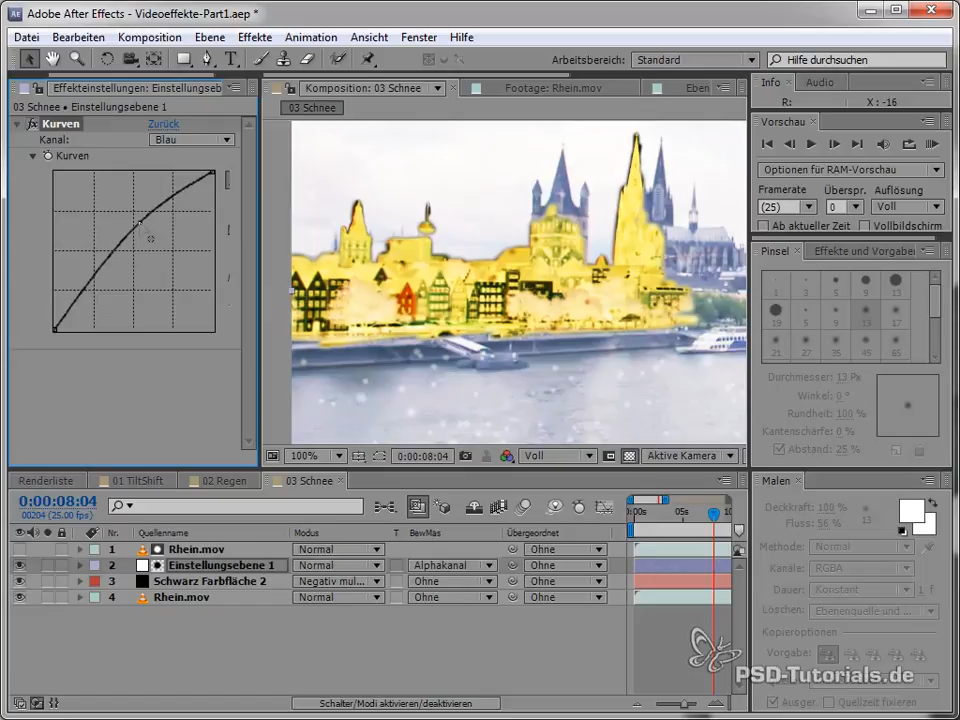 Adobe After Effects - Videoeffekte-Part1.aep *
Datei Bearbeiten Komposition Ebene Effekte Animation Ansicht Fenster Hilfe
Arbeitsbereich: Standard Hilfe durchsuchen
Effekteinstellungen: Einstellungseb
Komposition: 03 Schnee
Footage: Rhein.mov
Eben
Info Audio
03 Schnee • Einstellungsebene 1
03 Schnee
R: X : -16
fx Kurven Zurück
Kanal: Blau
Kurven
Vorschau
Optionen für RAM-Vorschau
Framerate Überspr. Auflösung
(25) 0 Voll
Ab aktueller Zeit Vollbildschirm
Pinsel Effekte und Vorgaben
1 3 5 9 13
19 5 9 13 17
21 27 35 45 65
Durchmesser: 13 Px
Winkel: 0 °
Rundheit: 100 %
Kantenschärfe: 0 %
Abstand: 25 %
100% 0:00:08:04 Voll Aktive Kamera
Renderliste 01 TiltShift 02 Regen 03 Schnee
0:00:08:04
00204 (25.00 fps)
0:00s 05s 10
Nr. Quellenname Modus T BewMas Übergeordnet
1 Rhein.mov Normal Ohne
2 Einstellungsebene 1 Normal Alphakanal Ohne
3 Schwarz Farbfläche 2 Negativ mul... Ohne Ohne
4 Rhein.mov Normal Ohne Ohne
Schalter/Modi aktivieren/deaktivieren
Malen
Deckkraft: 100 %
Fluss: 56 %
13
Methode: Normal
Kanäle: RGBA
Dauer: Konstant 1 f
Löschen: Ebenenquelle und ...
Kopieroptionen
Vorgabe:
Ausger. Quellzeit fixieren
PSD-Tutorials.de